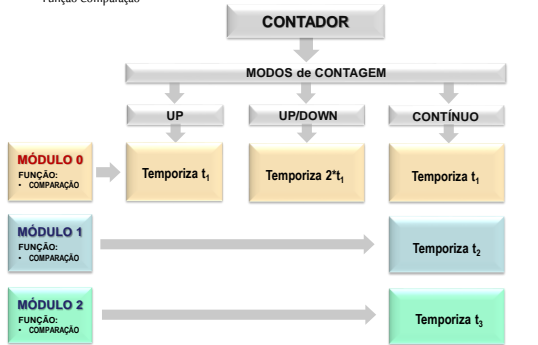 Função Comparação
CONTADOR
MODOS de CONTAGEM
UP
UP/DOWN
CONTÍNUO
MÓDULO 0
FUNÇÃO:
• COMPARAÇÃO
Temporiza t₁
Temporiza 2*t₁
Temporiza t₁
MÓDULO 1
FUNÇÃO:
• COMPARAÇÃO
Temporiza t₂
MÓDULO 2
FUNÇÃO:
• COMPARAÇÃO
Temporiza t₃